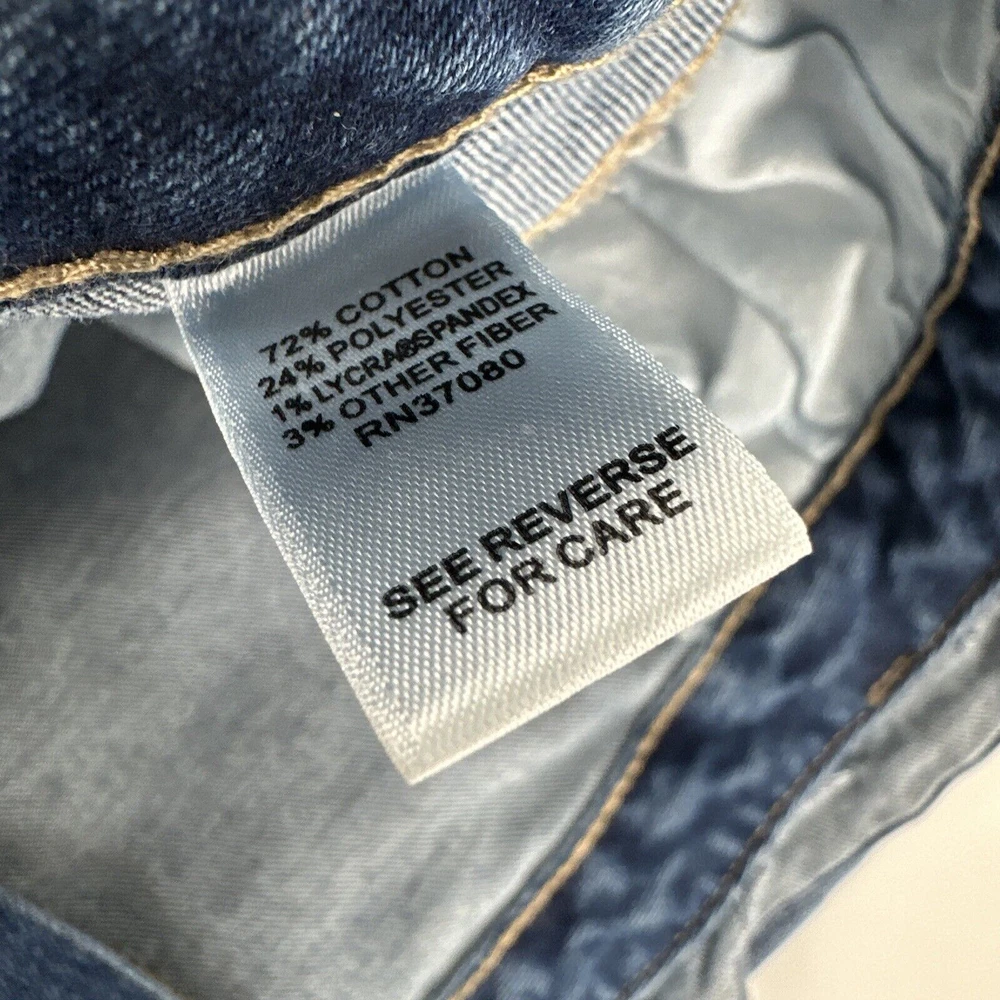 72% COTTON
24% POLYESTER
1% LYCRA®SPANDEX
3% OTHER FIBER
RN37080
SEE REVERSE
FOR CARE